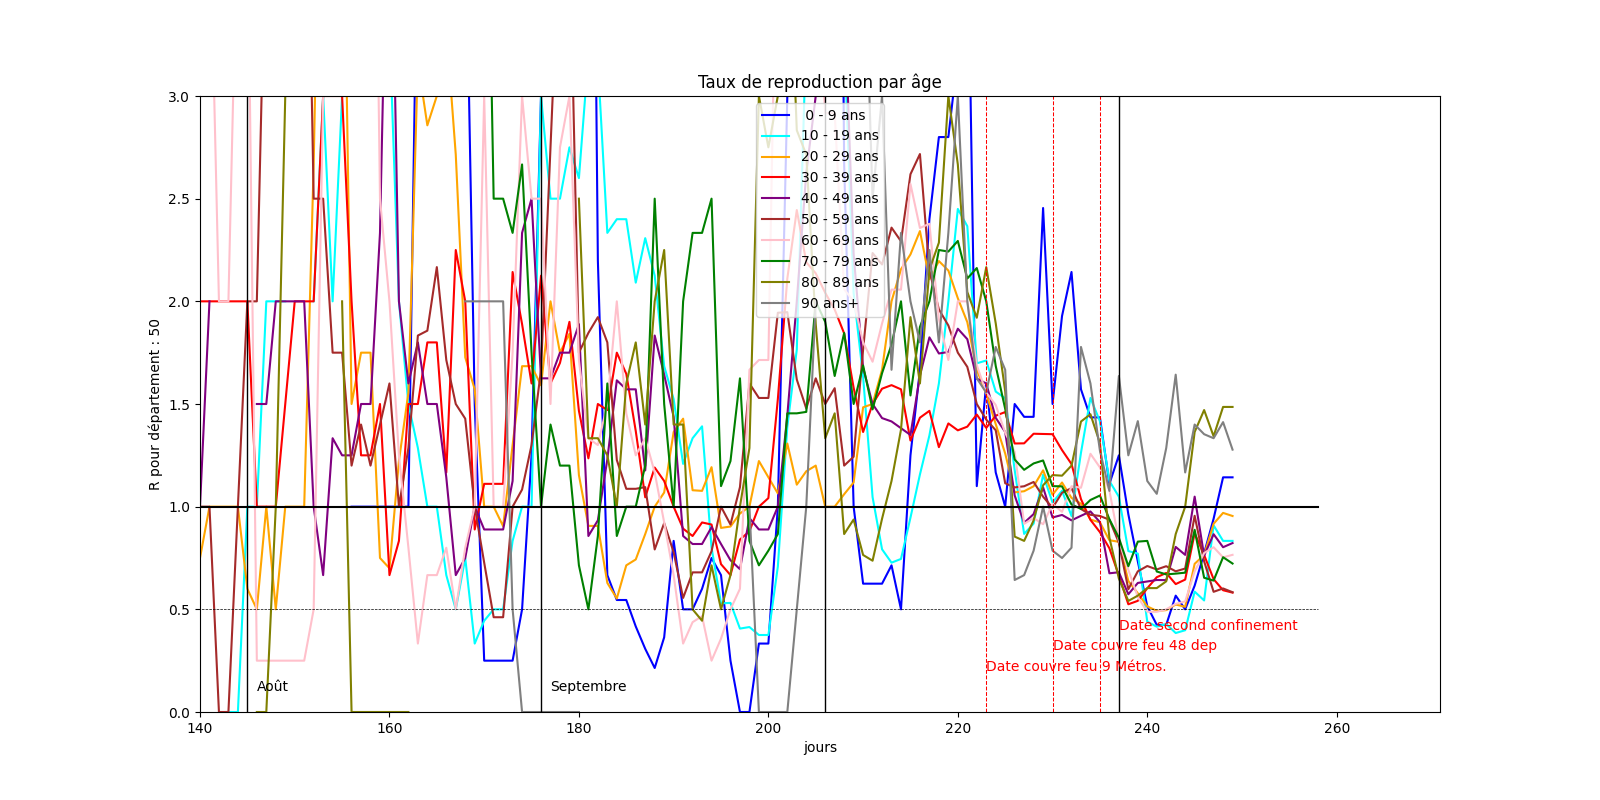 Taux de reproduction par âge
3.0
2.5
2.0
1.5
1.0
0.5
0.0
R pour département : 50
0 - 9 ans
10 - 19 ans
20 - 29 ans
30 - 39 ans
40 - 49 ans
50 - 59 ans
60 - 69 ans
70 - 79 ans
80 - 89 ans
90 ans+
Date second confinement
Date couvre feu 48 dep
Date couvre feu 9 Métros.
Août
Septembre
140 160 180 200 220 240 260
jours